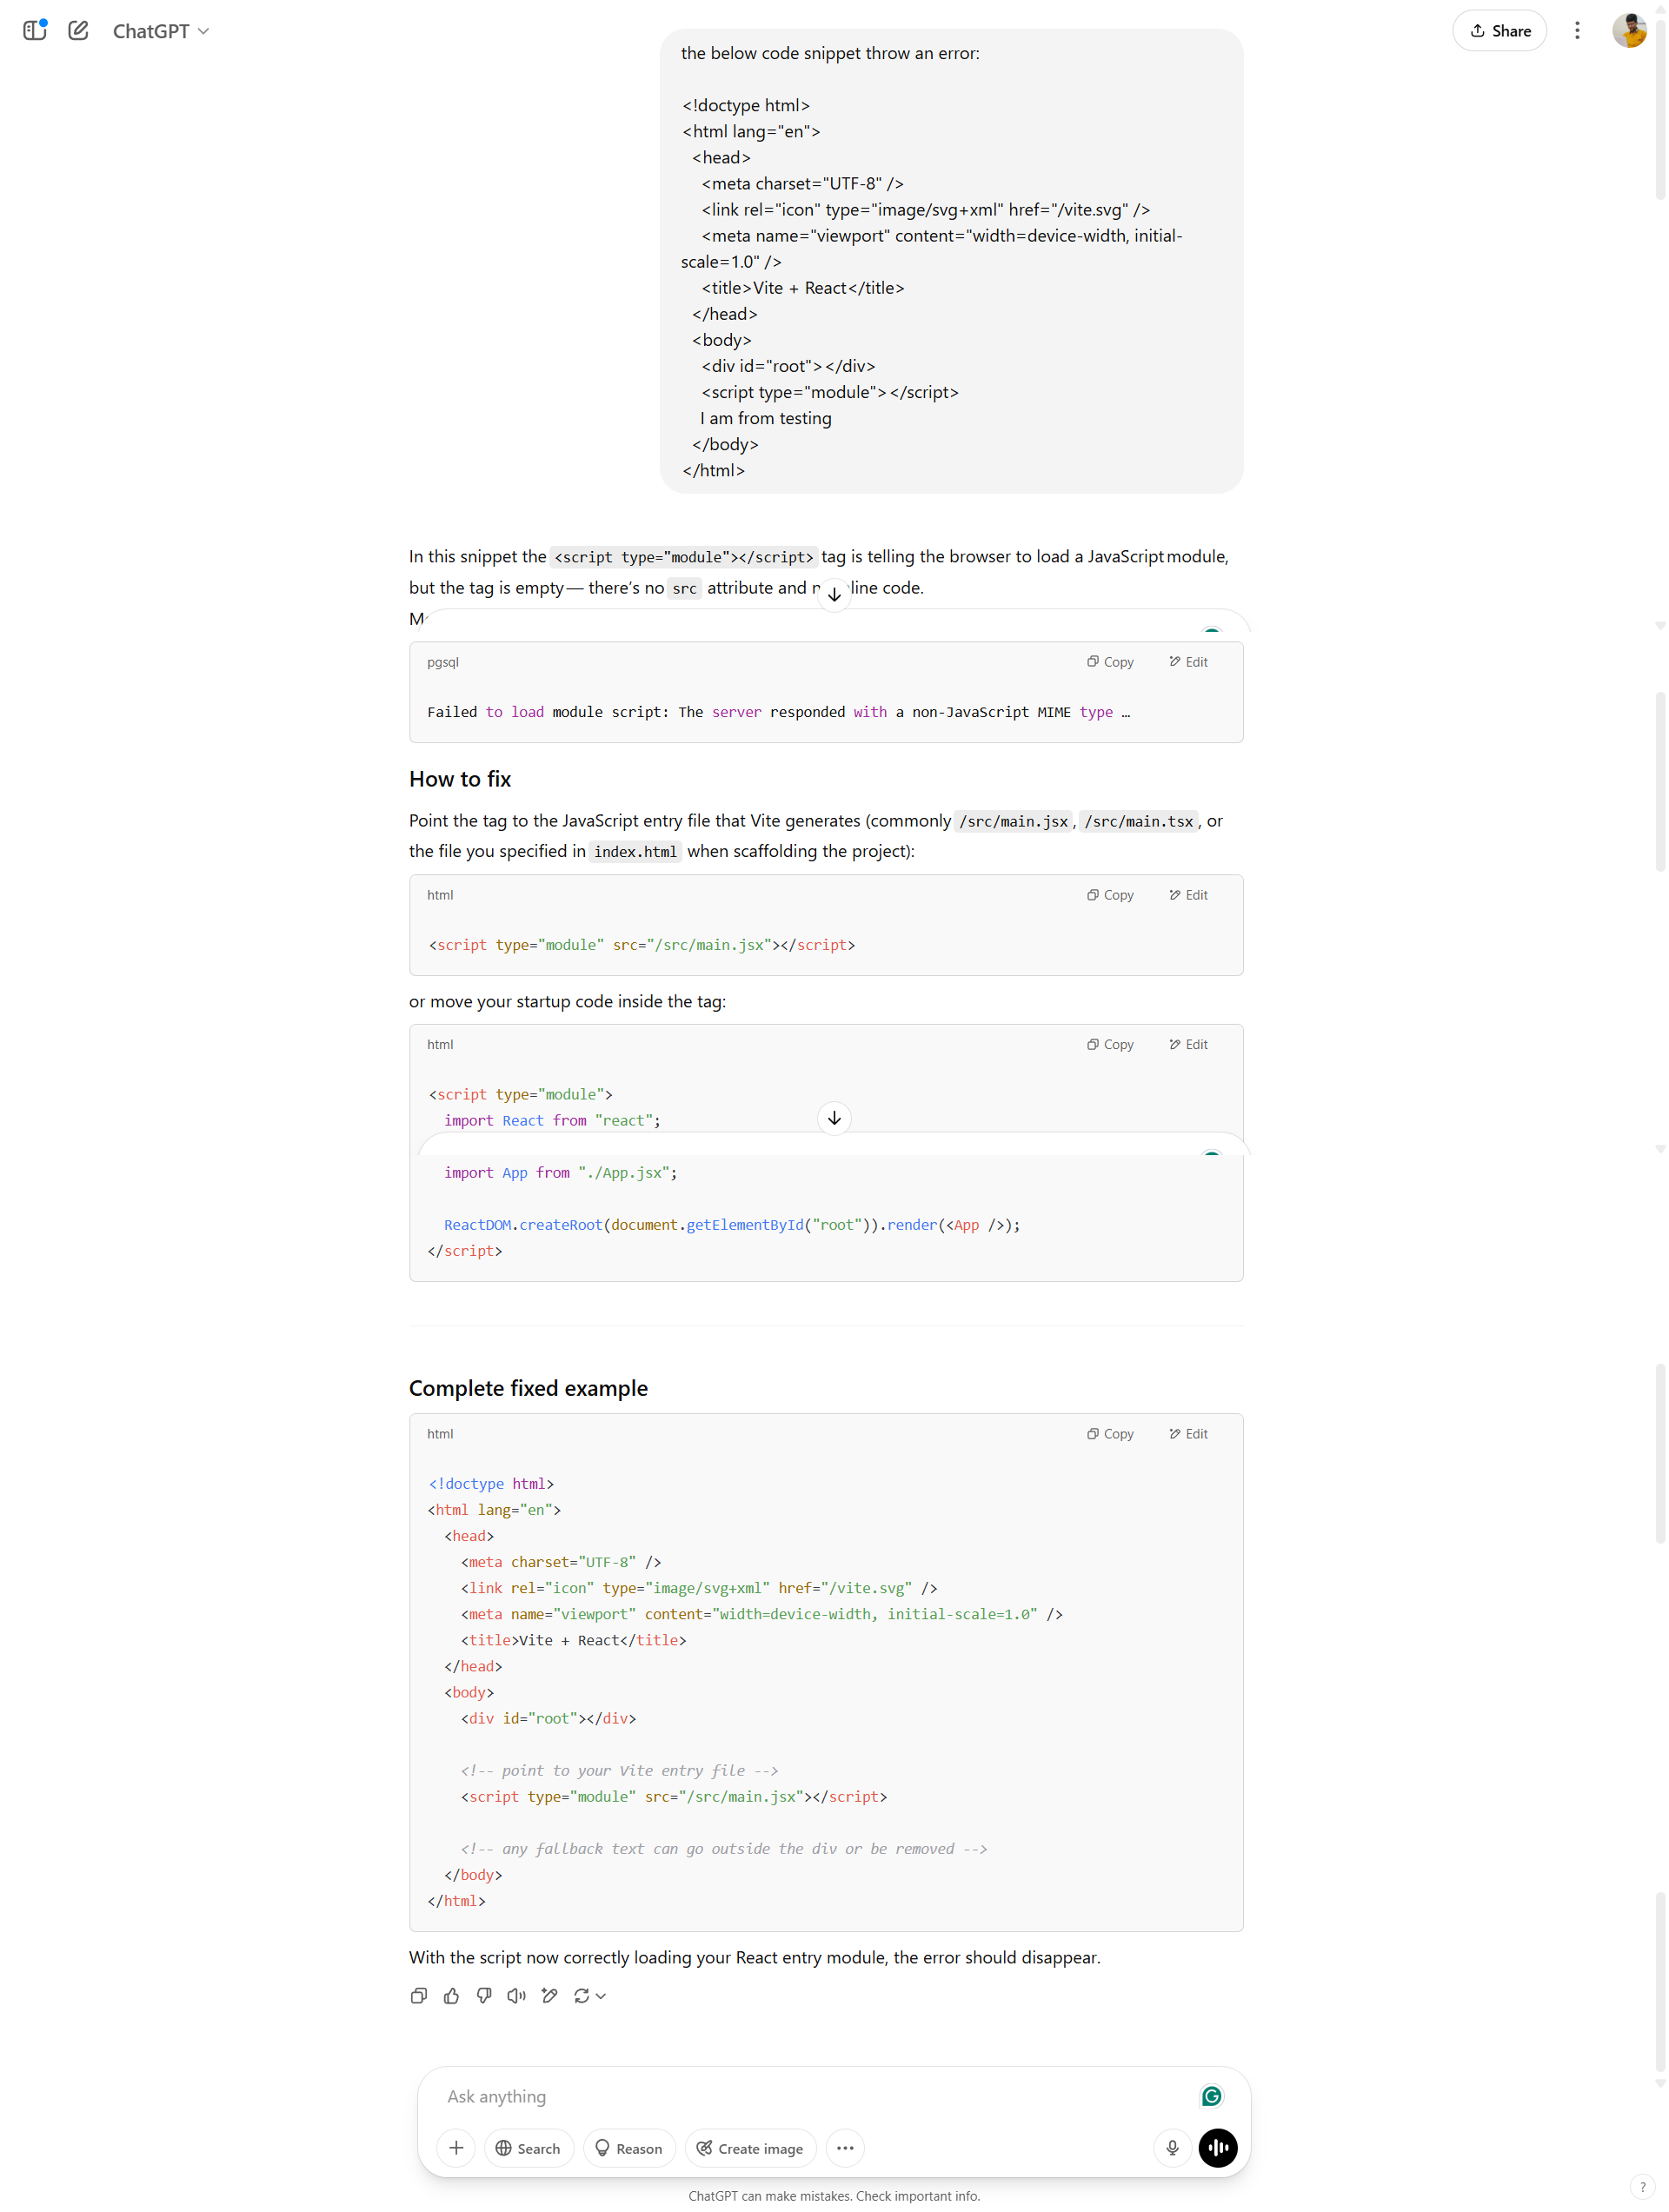 ChatGPT
Share
the below code snippet throw an error:
<!doctype html>
<html lang="en">
<head>
<meta charset="UTF-8" />
<link rel="icon" type="image/svg+xml" href="/vite.svg" />
<meta name="viewport" content="width=device-width, initial-
scale=1.0" />
<title>Vite + React</title>
</head>
<body>
<div id="root"></div>
<script type="module"></script>
I am from testing
</body>
</html>
In this snippet the <script type="module"></script> tag is telling the browser to load a JavaScript module,
but the tag is empty — there's no src attribute and line code.
pgsql
Copy
Edit
Failed to load module script: The server responded with a non-JavaScript MIME type …
How to fix
Point the tag to the JavaScript entry file that Vite generates (commonly /src/main.jsx, /src/main.tsx, or
the file you specified in index.html when scaffolding the project):
html
Copy
Edit
<script type="module" src="/src/main.jsx"></script>
or move your startup code inside the tag:
html
Copy
Edit
<script type="module">
import React from "react";
import App from "./App.jsx";
ReactDOM.createRoot(document.getElementById("root")).render(<App />);
</script>
Complete fixed example
html
Copy
Edit
<!doctype html>
<html lang="en">
<head>
<meta charset="UTF-8" />
<link rel="icon" type="image/svg+xml" href="/vite.svg" />
<meta name="viewport" content="width=device-width, initial-scale=1.0" />
<title>Vite + React</title>
</head>
<body>
<div id="root"></div>
<!-- point to your Vite entry file -->
<script type="module" src="/src/main.jsx"></script>
<!-- any fallback text can go outside the div or be removed -->
</body>
</html>
With the script now correctly loading your React entry module, the error should disappear.
Ask anything
Search
Reason
Create image
ChatGPT can make mistakes. Check important info.
?